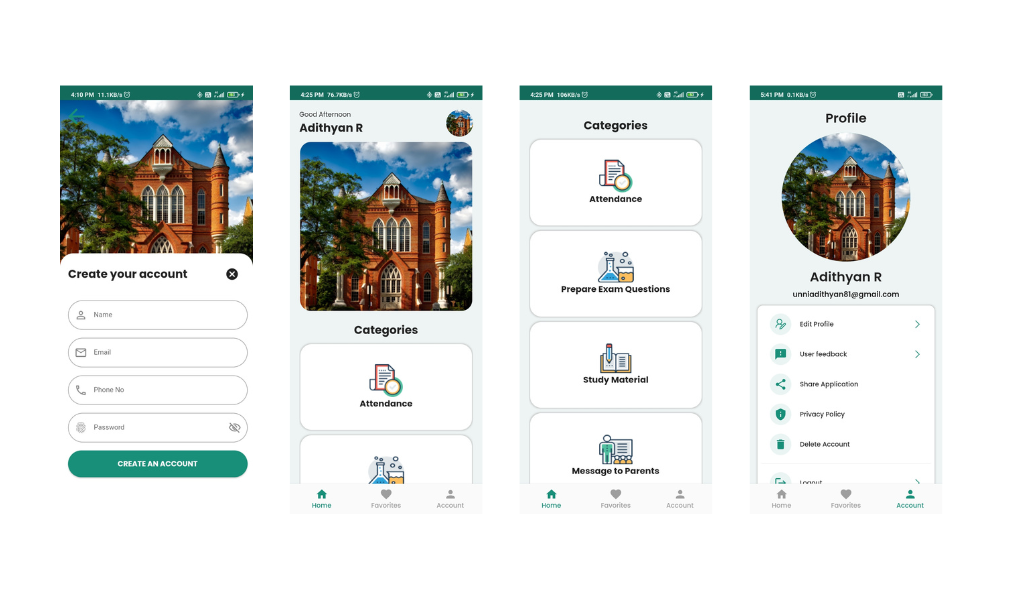 4:10 PM 11.1KB/s
Create your account
Name
Email
Phone No
Password
CREATE AN ACCOUNT
4:25 PM 76.7KB/s
Good Afternoon
Adithyan R
Categories
Attendance
Home Favorites Account
4:25 PM 106KB/s
Categories
Attendance
Prepare Exam Questions
Study Material
Message to Parents
Home Favorites Account
5:41 PM 0.1KB/s
Profile
Adithyan R
unniadithyan81@gmail.com
Edit Profile
User feedback
Share Application
Privacy Policy
Delete Account
Logout
Home Favorites Account